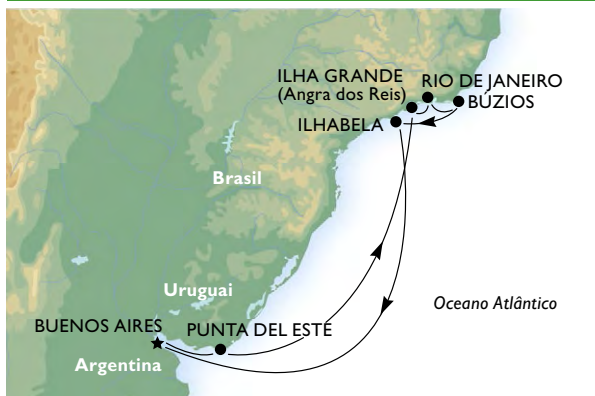 ILHA GRANDE
(Angra dos Reis)
RIO DE JANEIRO
BÚZIOS
ILHABELA
Brasil
Uruguai
Oceano Atlântico
BUENOS AIRES
PUNTA DEL ESTE
Argentina